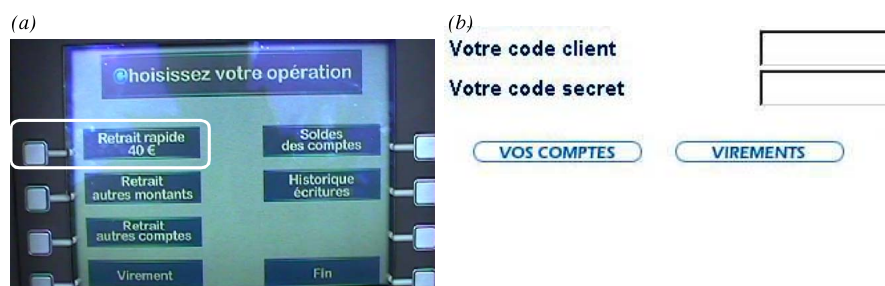 (a)
Choisissez votre opération
Retrait rapide
40 €
Soldes
des comptes
Retrait
autres montants
Historique
écritures
Retrait
autres comptes
Virement
Fin
(b)
Votre code client
Votre code secret
VOS COMPTES
VIREMENTS